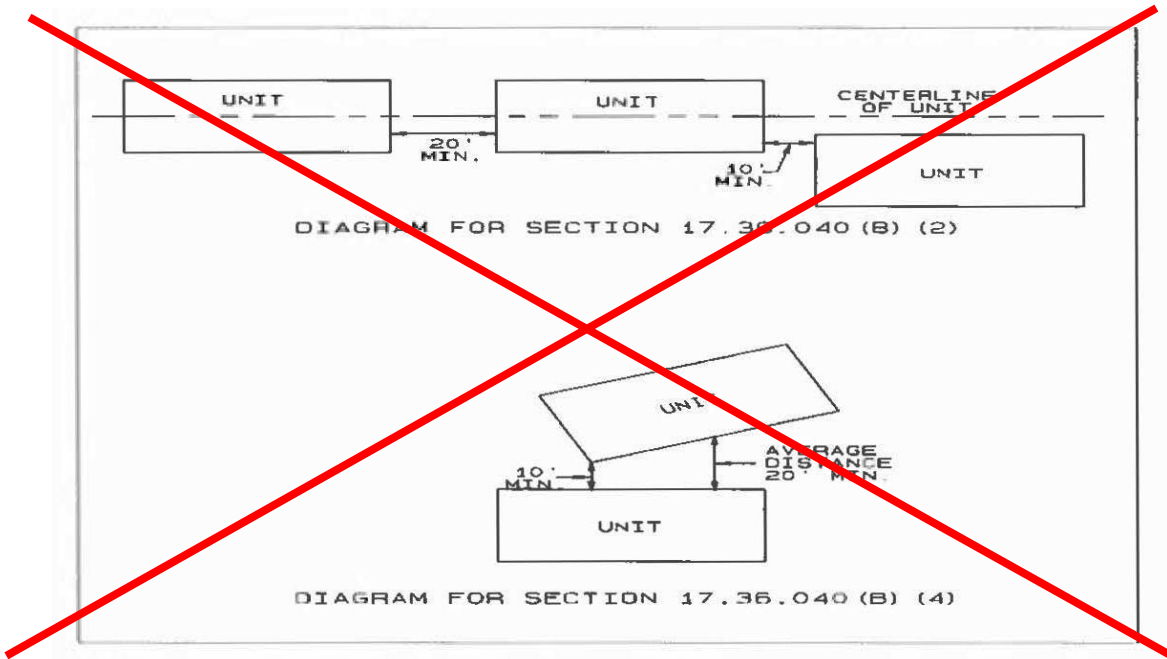 UNIT
UNIT
CENTERLINE
OF UNIT
20'
MIN.
10'
MIN.
UNIT
DIAGRAM FOR SECTION 17.36.040(B)(2)
UNIT
10'
MIN.
AVERAGE
DISTANCE
20' MIN.
UNIT
DIAGRAM FOR SECTION 17.36.040(B)(4)